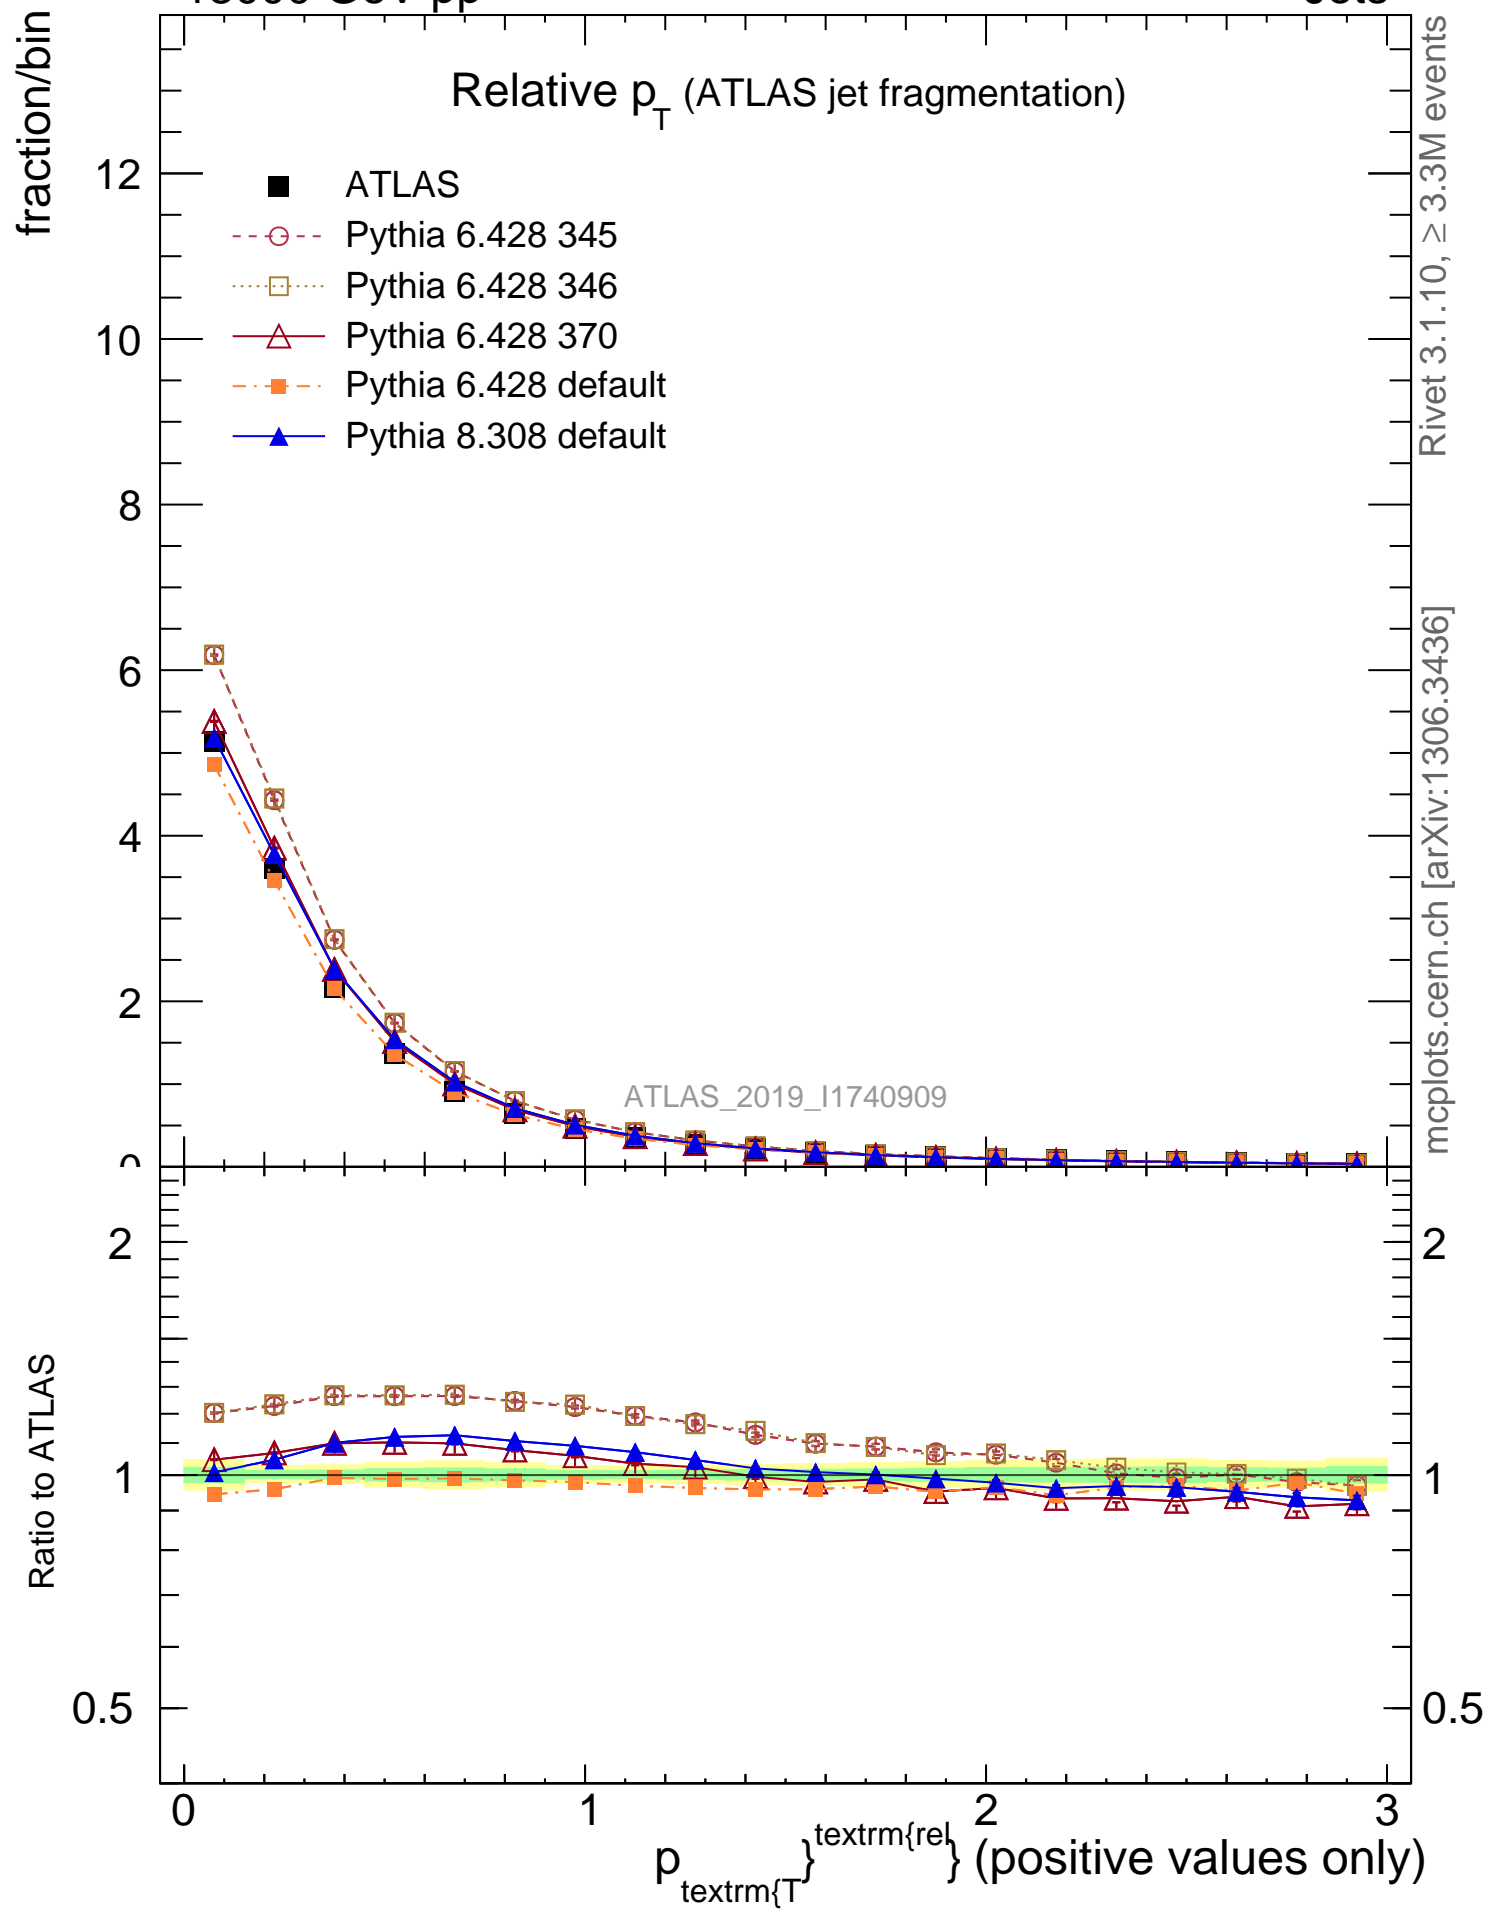 fraction/bin
Relative pT (ATLAS jet fragmentation)
ATLAS
Pythia 6.428 345
Pythia 6.428 346
Pythia 6.428 370
Pythia 6.428 default
Pythia 8.308 default
12
10
8
6
4
2
0
ATLAS_2019_I1740909
Rivet 3.1.10, ≥ 3.3M events
mcplots.cern.ch [arXiv:1306.3436]
Ratio to ATLAS
2
1
0.5
2
1
0.5
0 1 2 3
p_textrm{T}^textrm{rel} (positive values only)